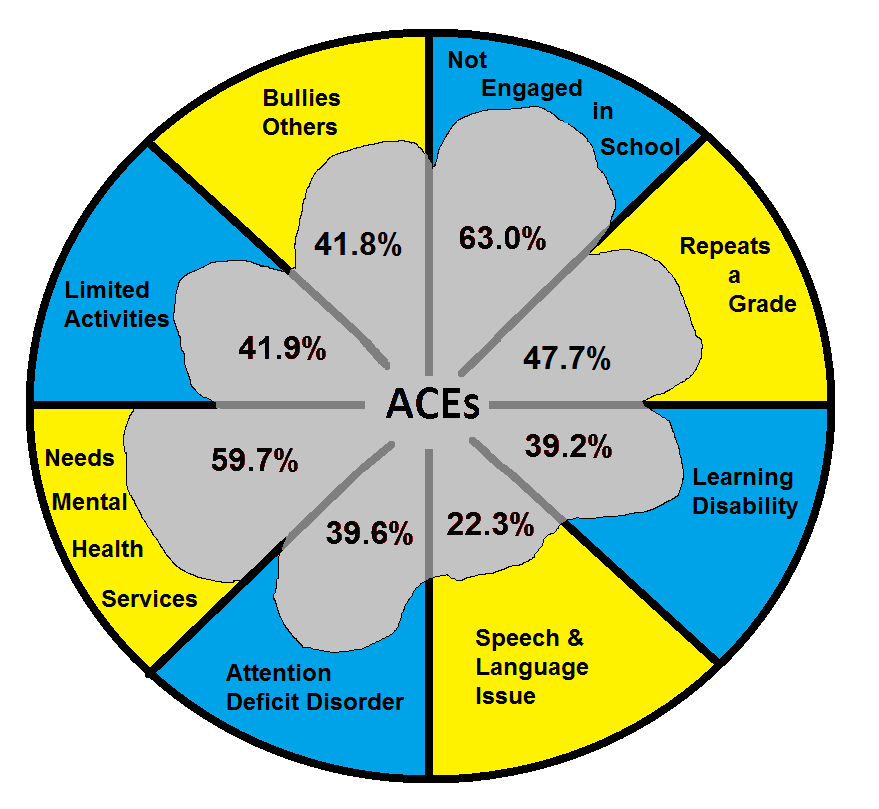 Not
Engaged
in
School
63.0%
Repeats
a
Grade
47.7%
Learning
Disability
39.2%
Speech &
Language
Issue
22.3%
Attention
Deficit Disorder
39.6%
Needs
Mental
Health
Services
59.7%
Limited
Activities
41.9%
Bullies
Others
41.8%
ACEs